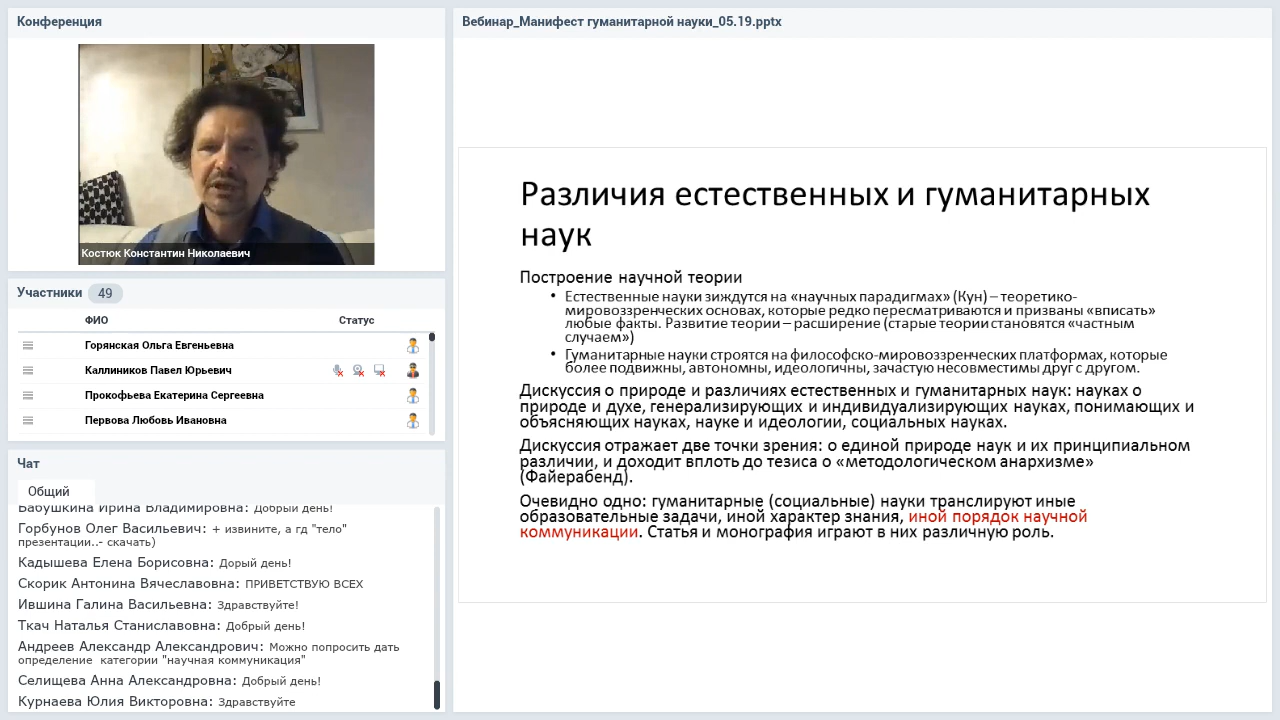 Конференция
Костюк Константин Николаевич
Участники 49
ФИО Статус
Горянская Ольга Евгеньевна
Каллиников Павел Юрьевич
Прокофьева Екатерина Сергеевна
Первова Любовь Ивановна
Чат
Общий
Бабушкина Ирина Владимировна: Добрый день!
Горбунов Олег Васильевич: + извините, а гд "тело"
презентации..- скачать)
Кадышева Елена Борисовна: Дорый день!
Скорик Антонина Вячеславовна: ПРИВЕТСТВУЮ ВСЕХ
Ившина Галина Васильевна: Здравствуйте!
Ткач Наталья Станиславовна: Добрый день!
Андреев Александр Александрович: Можно попросить дать
определение категории "научная коммуникация"
Селищева Анна Александровна: Добрый день!
Курнаева Юлия Викторовна: Здравствуйте
Вебинар_Манифест гуманитарной науки_05.19.pptx
Различия естественных и гуманитарных
наук
Построение научной теории
• Естественные науки зиждутся на «научных парадигмах» (Кун) – теоретико-
мировоззренческих основах, которые редко пересматриваются и призваны «вписать»
любые факты. Развитие теории – расширение (старые теории становятся «частным
случаем»)
• Гуманитарные науки строятся на философско-мировоззренческих платформах, которые
более подвижны, автономны, идеологичны, зачастую несовместимы друг с другом.
Дискуссия о природе и различиях естественных и гуманитарных наук: науках о
природе и духе, генерализирующих и индивидуализирующих науках, понимающих и
объясняющих науках, науке и идеологии, социальных науках.
Дискуссия отражает две точки зрения: о единой природе наук и их принципиальном
различии, и доходит вплоть до тезиса о «методологическом анархизме»
(Файерабенд).
Очевидно одно: гуманитарные (социальные) науки транслируют иные
образовательные задачи, иной характер знания, иной порядок научной
коммуникации. Статья и монография играют в них различную роль.